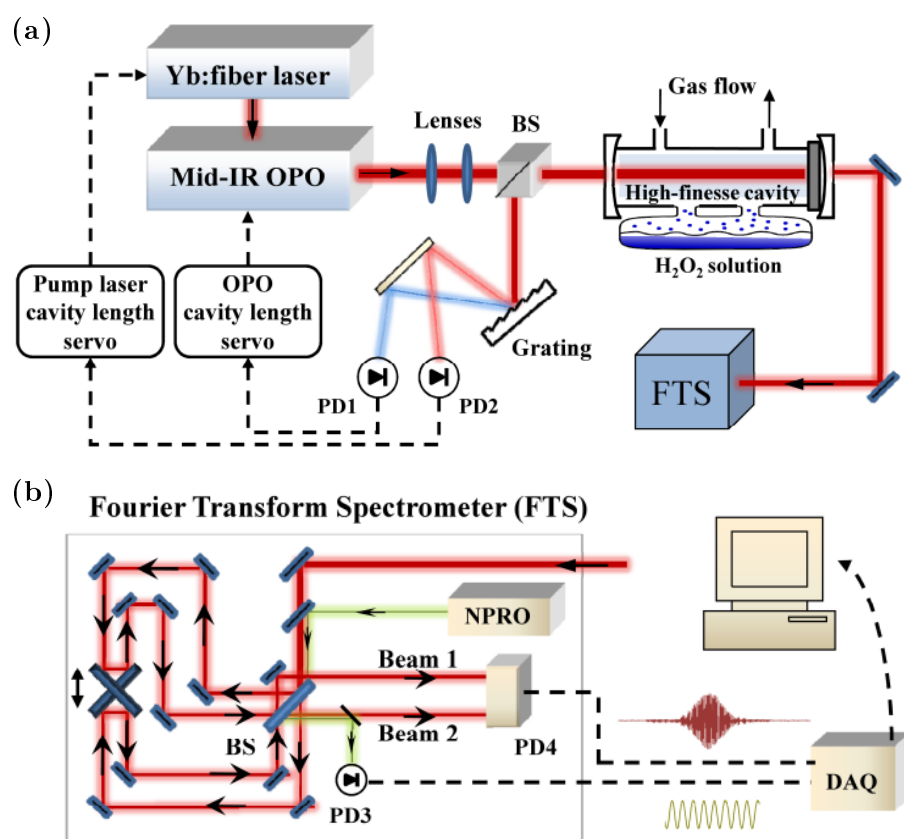 (a)
Yb:fiber laser
Mid-IR OPO
Lenses
BS
Gas flow
High-finesse cavity
H₂O₂ solution
Pump laser
cavity length
servo
OPO
cavity length
servo
Grating
PD1
PD2
FTS
(b)
Fourier Transform Spectrometer (FTS)
NPRO
Beam 1
Beam 2
BS
PD4
PD3
DAQ